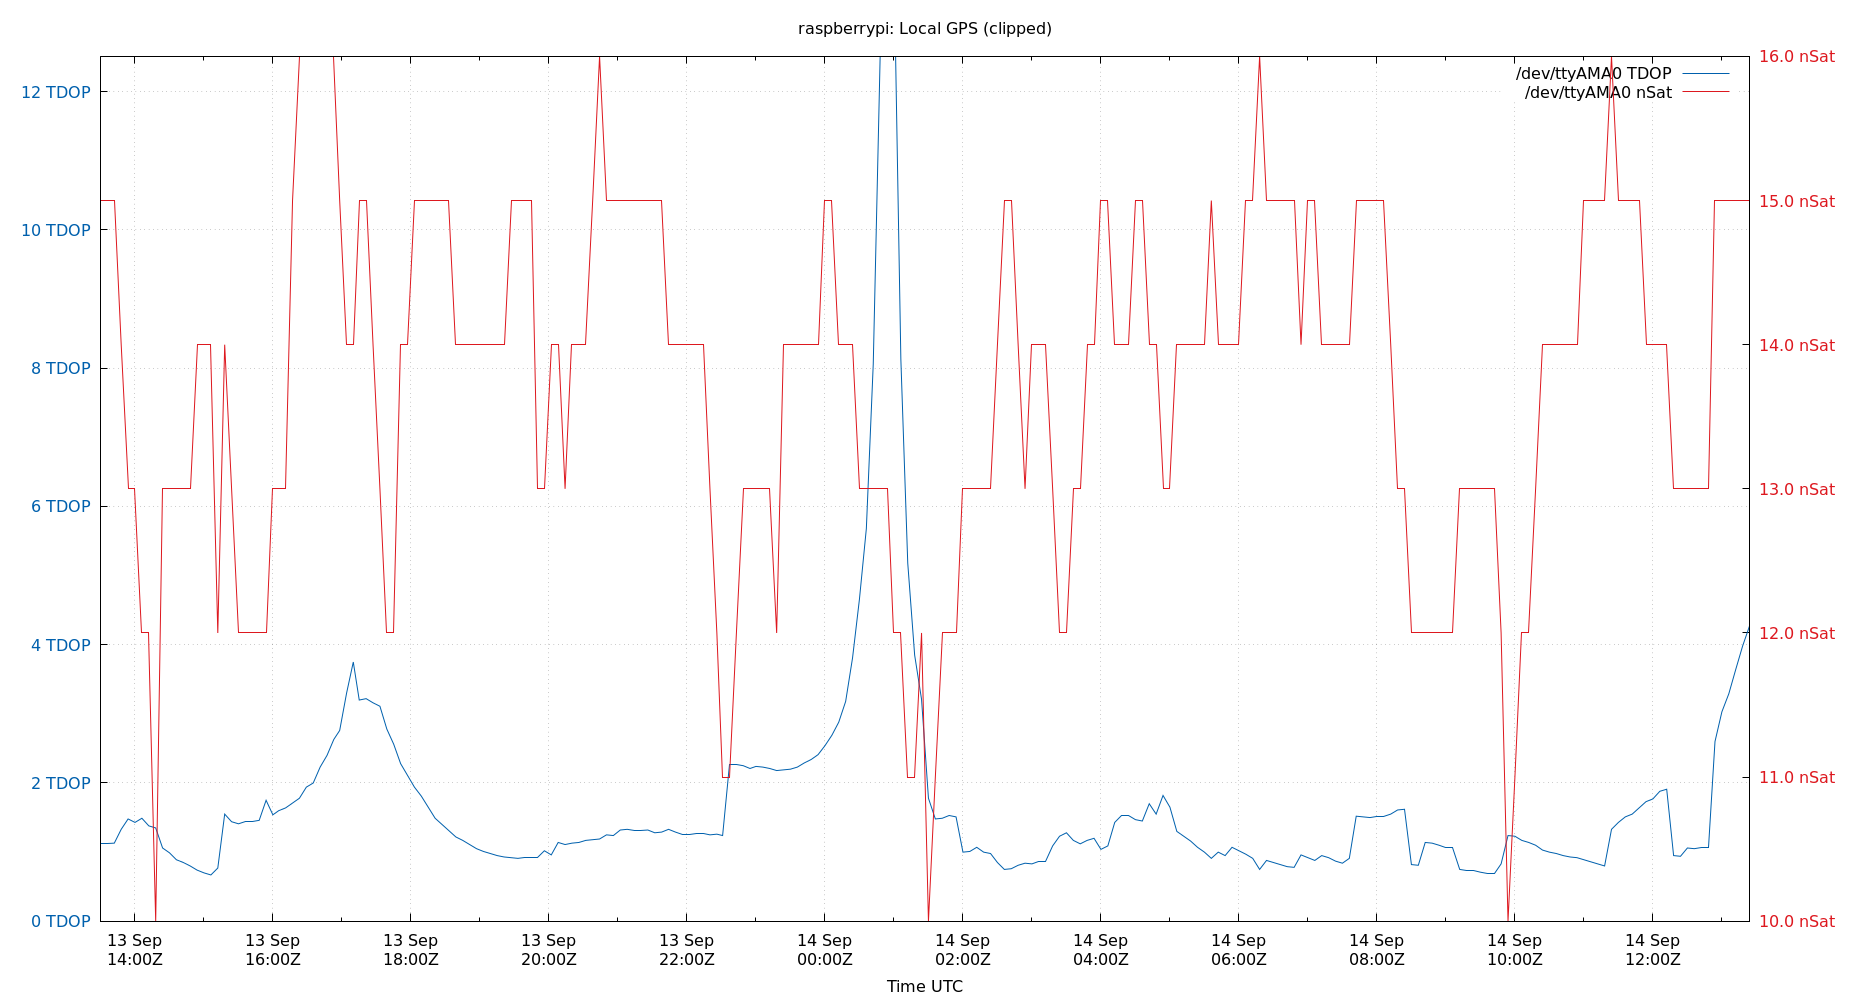 raspberrypi: Local GPS (clipped)
/dev/ttyAMA0 TDOP
/dev/ttyAMA0 nSat
12 TDOP
10 TDOP
8 TDOP
6 TDOP
4 TDOP
2 TDOP
0 TDOP
16.0 nSat
15.0 nSat
14.0 nSat
13.0 nSat
12.0 nSat
11.0 nSat
10.0 nSat
13 Sep
14:00Z
13 Sep
16:00Z
13 Sep
18:00Z
13 Sep
20:00Z
13 Sep
22:00Z
14 Sep
00:00Z
14 Sep
02:00Z
14 Sep
04:00Z
14 Sep
06:00Z
14 Sep
08:00Z
14 Sep
10:00Z
14 Sep
12:00Z
Time UTC